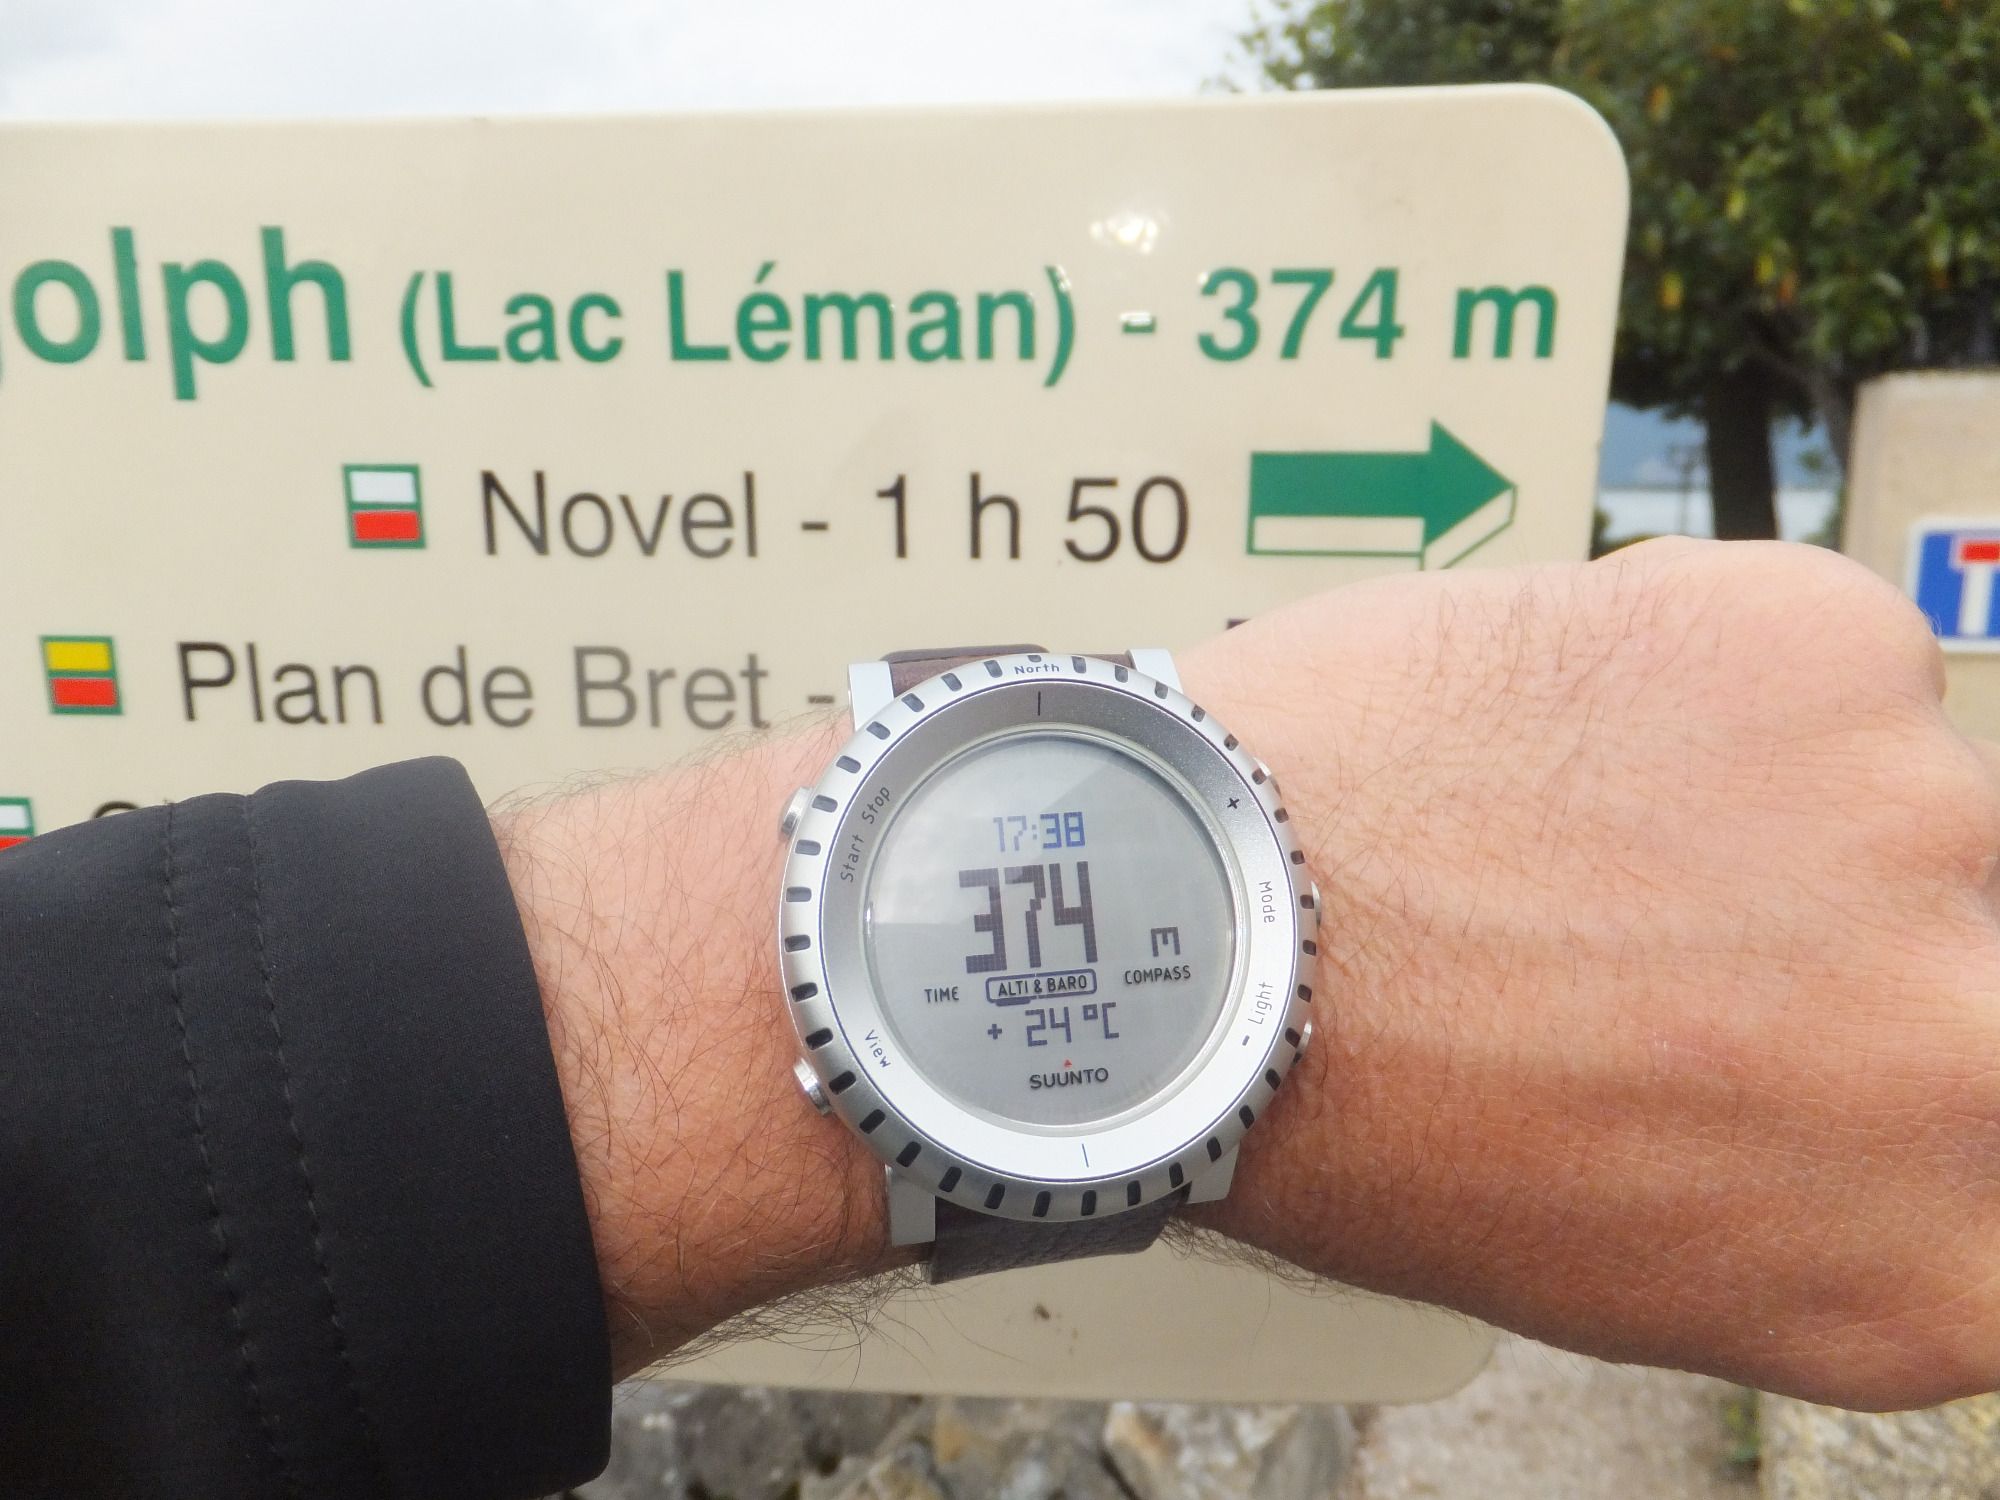 olph (Lac Léman) - 374 m
Novel - 1 h 50
Plan de Bret -
North
Start Stop
+
Mode
- Light
View
17:38
374 m
TIME ALTI & BARO COMPASS
+ 24 °C
SUUNTO